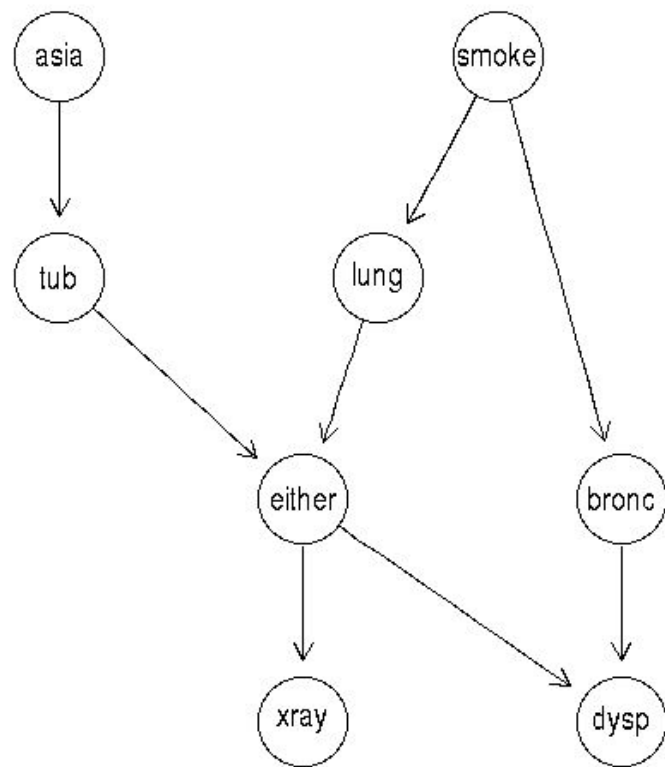 asia
smoke
tub
lung
either
bronc
xray
dysp